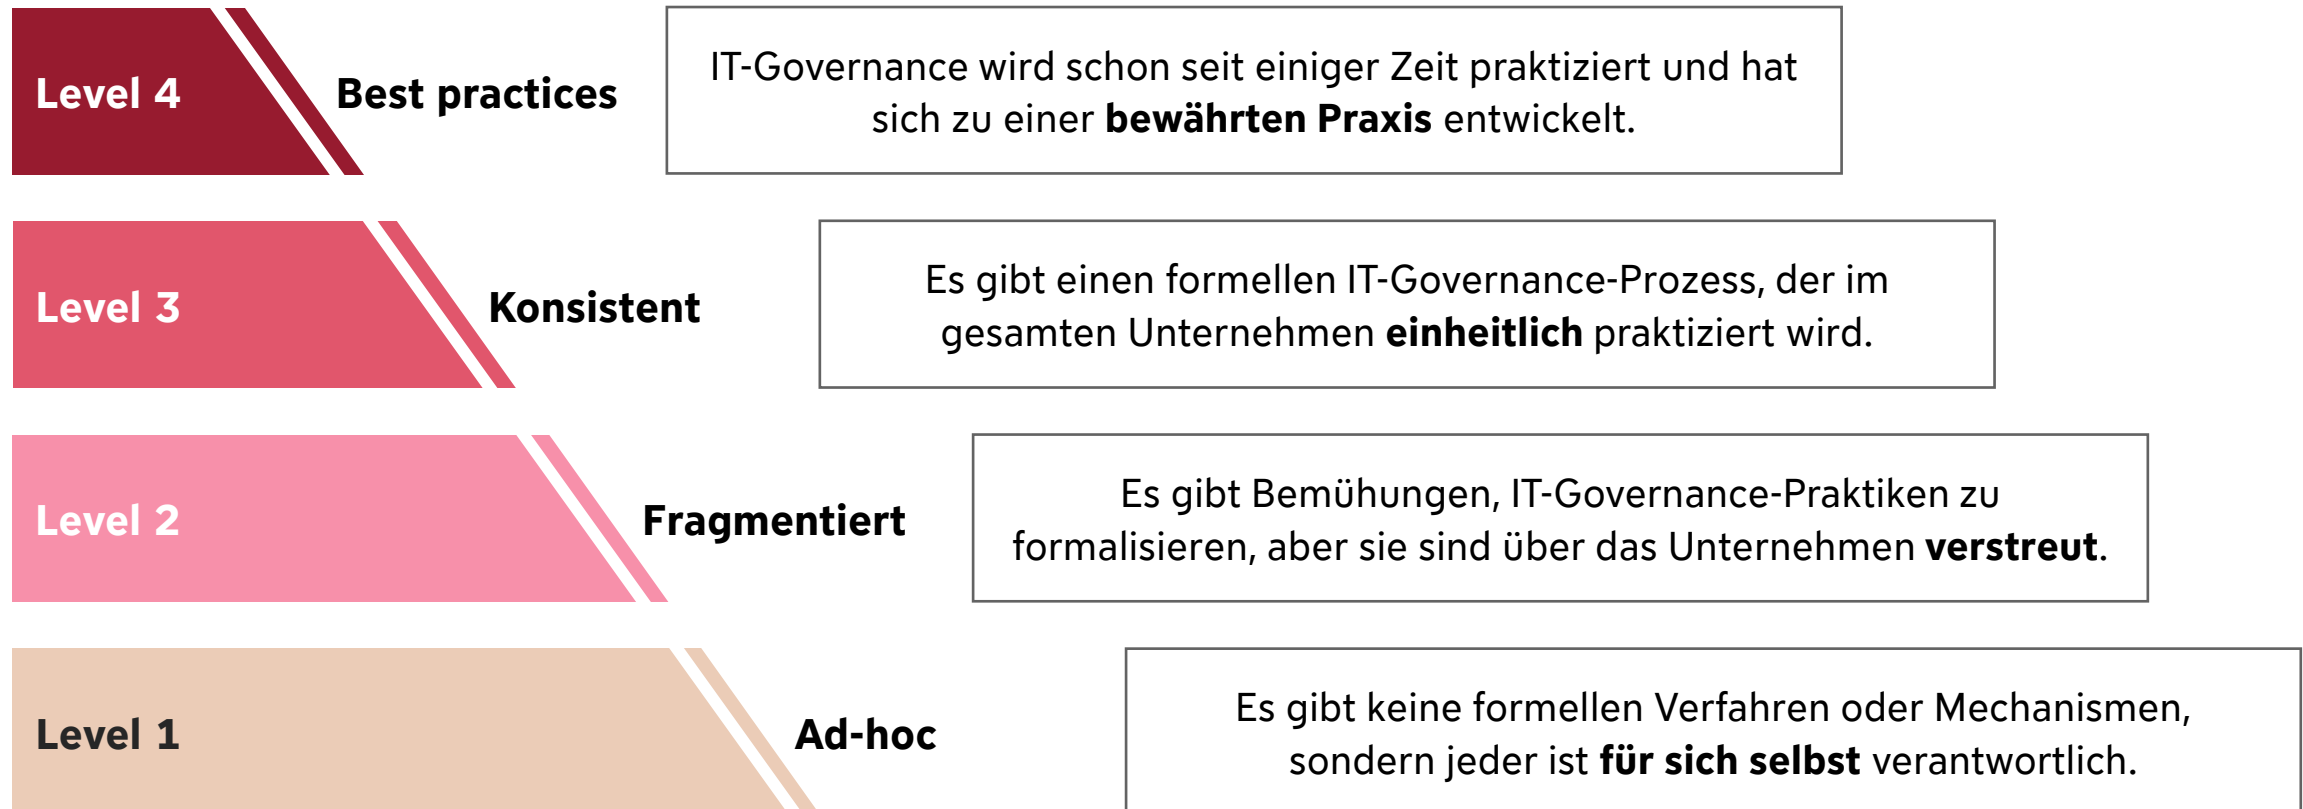 Level 4
Best practices
IT-Governance wird schon seit einiger Zeit praktiziert und hat
sich zu einer bewährten Praxis entwickelt.
Level 3
Konsistent
Es gibt einen formellen IT-Governance-Prozess, der im
gesamten Unternehmen einheitlich praktiziert wird.
Level 2
Fragmentiert
Es gibt Bemühungen, IT-Governance-Praktiken zu
formalisieren, aber sie sind über das Unternehmen verstreut.
Level 1
Ad-hoc
Es gibt keine formellen Verfahren oder Mechanismen,
sondern jeder ist für sich selbst verantwortlich.